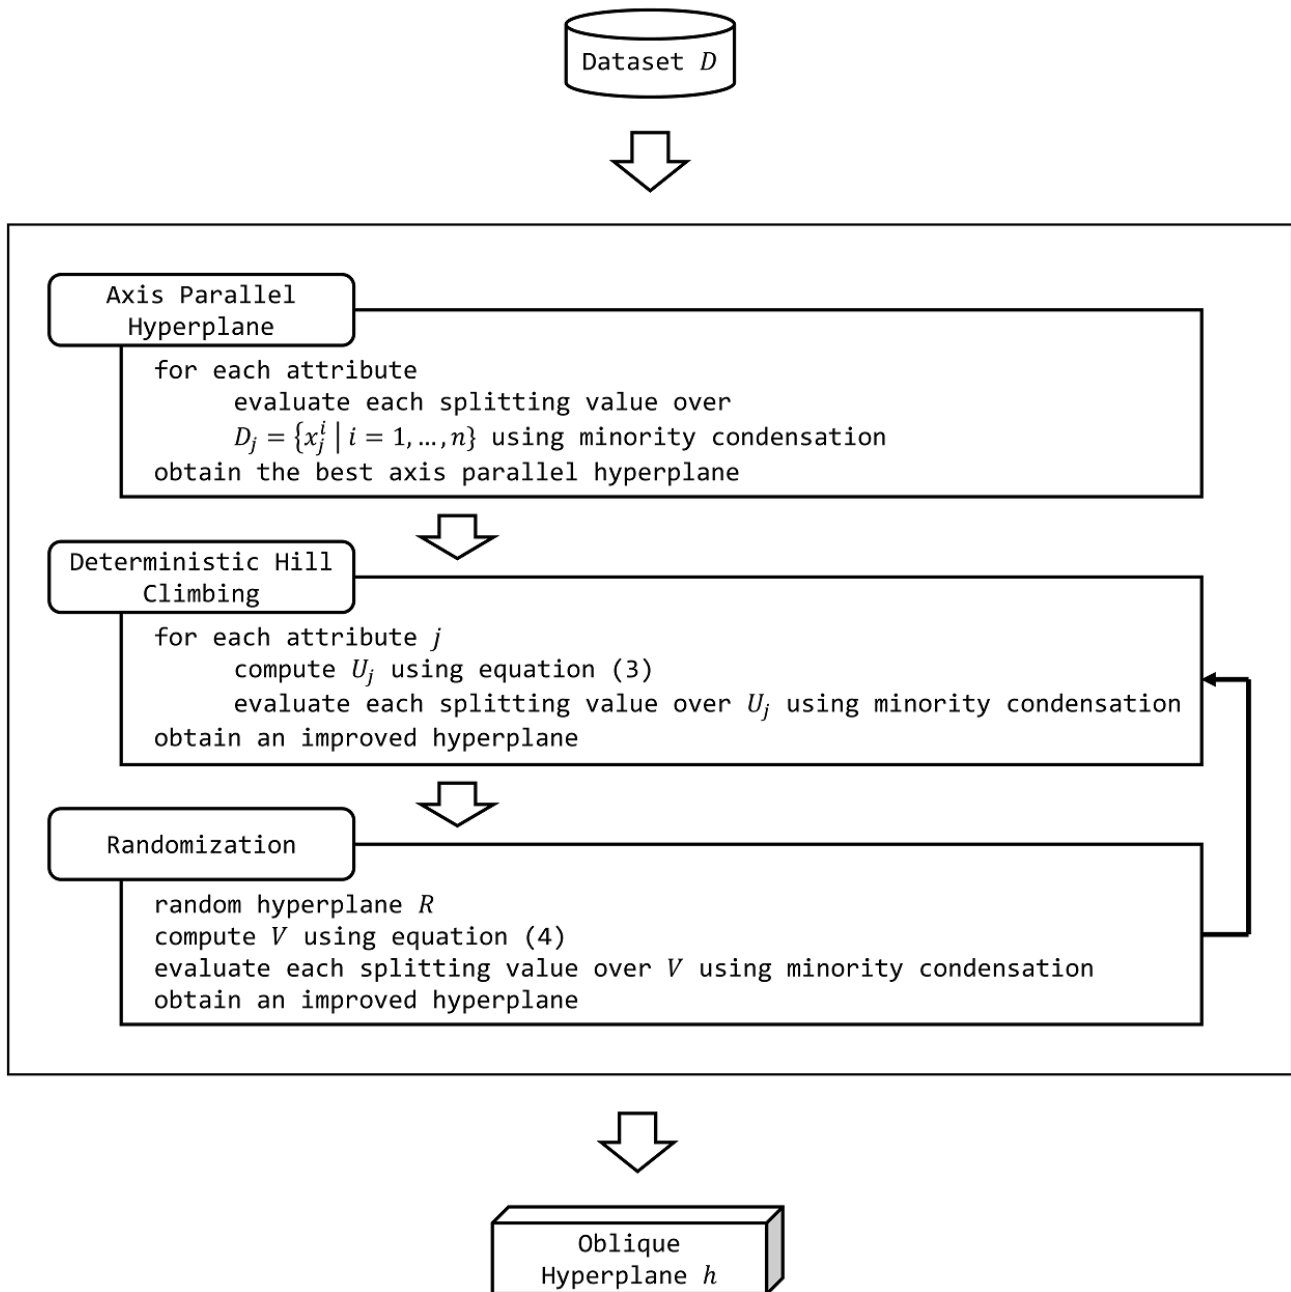 Dataset D
Axis Parallel
Hyperplane
for each attribute
evaluate each splitting value over
D_j = {x_j^i | i = 1, …, n} using minority condensation
obtain the best axis parallel hyperplane
Deterministic Hill
Climbing
for each attribute j
compute U_j using equation (3)
evaluate each splitting value over U_j using minority condensation
obtain an improved hyperplane
Randomization
random hyperplane R
compute V using equation (4)
evaluate each splitting value over V using minority condensation
obtain an improved hyperplane
Oblique
Hyperplane h